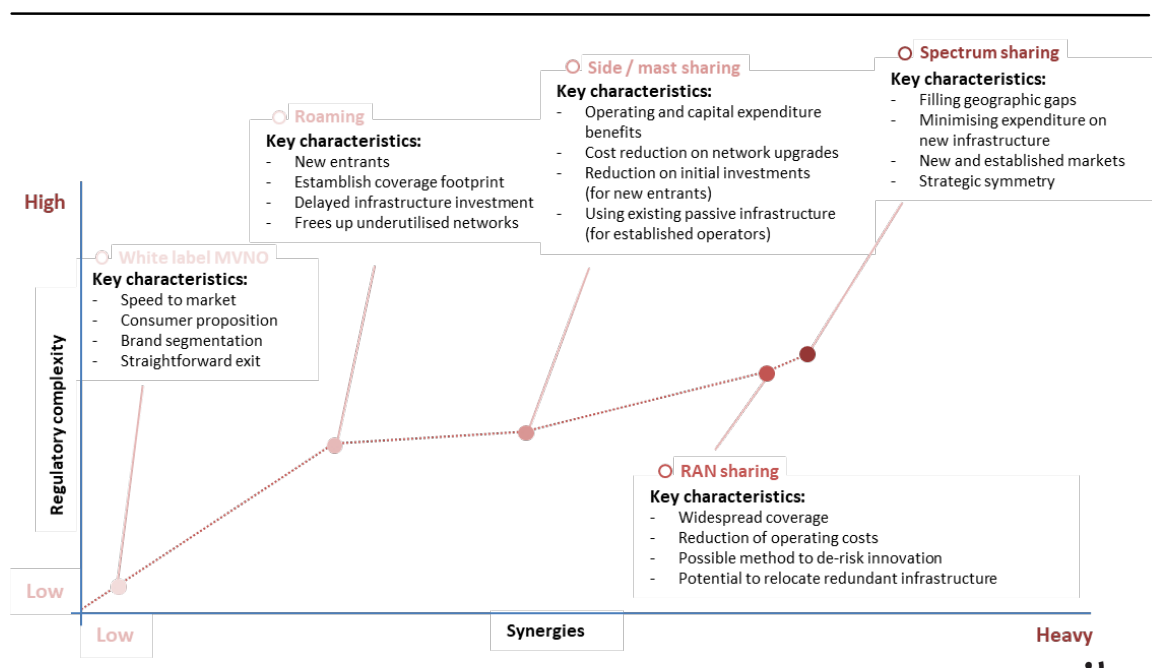 Spectrum sharing
Key characteristics:
- Filling geographic gaps
- Minimising expenditure on
new infrastructure
- New and established markets
- Strategic symmetry
Side / mast sharing
Key characteristics:
- Operating and capital expenditure
benefits
- Cost reduction on network upgrades
- Reduction on initial investments
(for new entrants)
- Using existing passive infrastructure
(for established operators)
Roaming
Key characteristics:
- New entrants
- Estamblish coverage footprint
- Delayed infrastructure investment
- Frees up underutilised networks
High
White label MVNO
Key characteristics:
- Speed to market
- Consumer proposition
- Brand segmentation
- Straightforward exit
Regulatory complexity
RAN sharing
Key characteristics:
- Widespread coverage
- Reduction of operating costs
- Possible method to de-risk innovation
- Potential to relocate redundant infrastructure
Low
Low
Synergies
Heavy